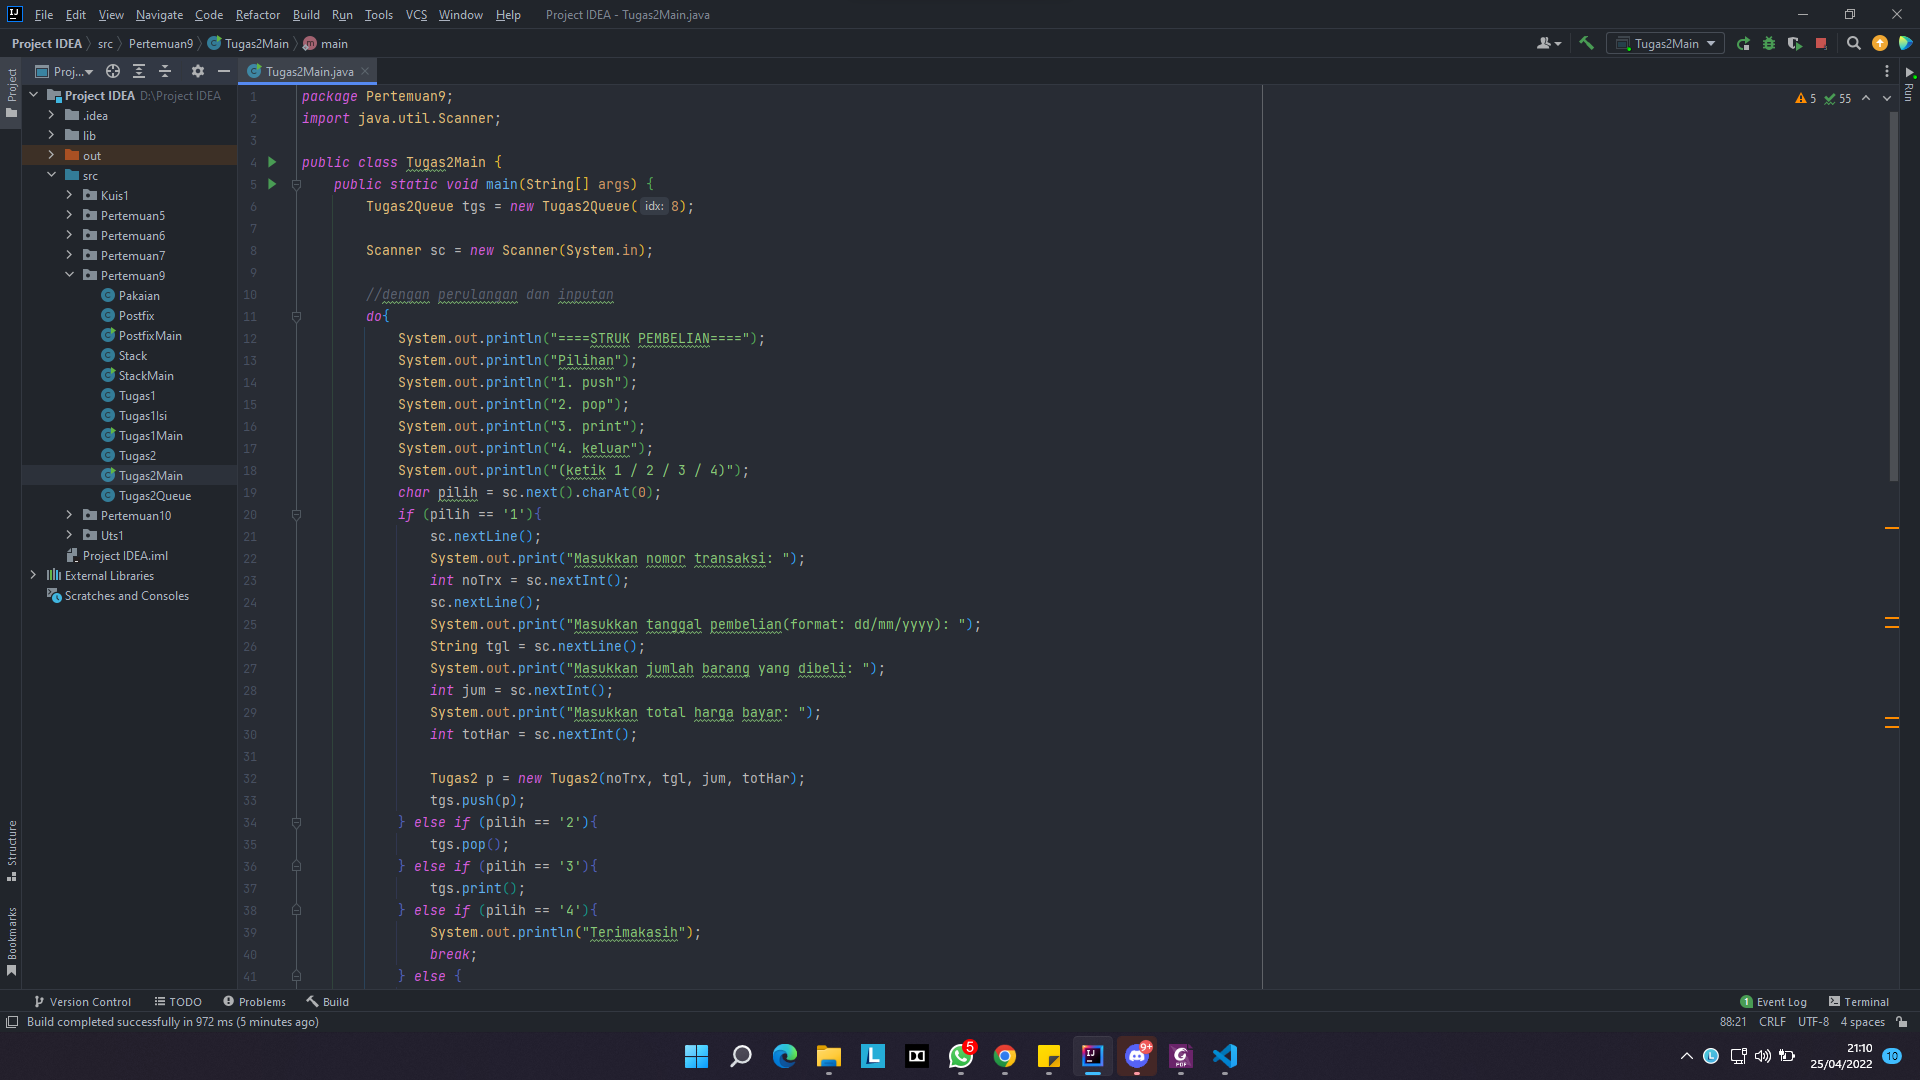 File Edit View Navigate Code Refactor Build Run Tools VCS Window Help Project IDEA - Tugas2Main.java
Project IDEA src Pertemuan9 Tugas2Main main
Tugas2Main
Proj...
Tugas2Main.java
Project
Run
Project IDEA D:\Project IDEA
.idea
lib
out
src
Kuis1
Pertemuan5
Pertemuan6
Pertemuan7
Pertemuan9
Pakaian
Postfix
PostfixMain
Stack
StackMain
Tugas1
Tugas1Isi
Tugas1Main
Tugas2
Tugas2Main
Tugas2Queue
Pertemuan10
Uts1
Project IDEA.iml
External Libraries
Scratches and Consoles
Structure
Bookmarks
5 55
1 package Pertemuan9;
2 import java.util.Scanner;
3
4 public class Tugas2Main {
5 public static void main(String[] args) {
6 Tugas2Queue tgs = new Tugas2Queue( idx: 8);
7
8 Scanner sc = new Scanner(System.in);
9
10 //dengan perulangan dan inputan
11 do{
12 System.out.println("====STRUK PEMBELIAN====");
13 System.out.println("Pilihan");
14 System.out.println("1. push");
15 System.out.println("2. pop");
16 System.out.println("3. print");
17 System.out.println("4. keluar");
18 System.out.println("(ketik 1 / 2 / 3 / 4)");
19 char pilih = sc.next().charAt(0);
20 if (pilih == '1'){
21 sc.nextLine();
22 System.out.print("Masukkan nomor transaksi: ");
23 int noTrx = sc.nextInt();
24 sc.nextLine();
25 System.out.print("Masukkan tanggal pembelian(format: dd/mm/yyyy): ");
26 String tgl = sc.nextLine();
27 System.out.print("Masukkan jumlah barang yang dibeli: ");
28 int jum = sc.nextInt();
29 System.out.print("Masukkan total harga bayar: ");
30 int totHar = sc.nextInt();
31
32 Tugas2 p = new Tugas2(noTrx, tgl, jum, totHar);
33 tgs.push(p);
34 } else if (pilih == '2'){
35 tgs.pop();
36 } else if (pilih == '3'){
37 tgs.print();
38 } else if (pilih == '4'){
39 System.out.println("Terimakasih");
40 break;
41 } else {
Version Control TODO Problems Build 1 Event Log Terminal
Build completed successfully in 972 ms (5 minutes ago) 88:21 CRLF UTF-8 4 spaces
5
9+
PDF
21:10
25/04/2022
10